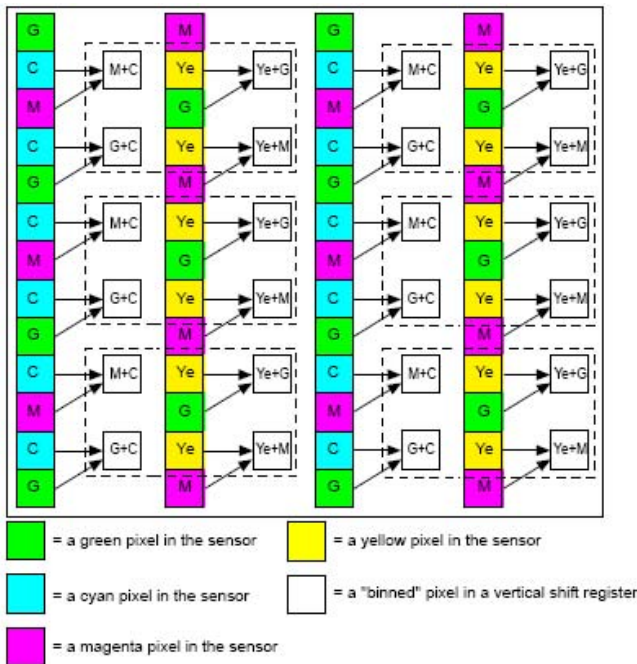 G M G M
C M+C Ye Ye+G C M+C Ye Ye+G
M G M G
C G+C Ye Ye+M C G+C Ye Ye+M
G M G M
C M+C Ye Ye+G C M+C Ye Ye+G
M G M G
C G+C Ye Ye+M C G+C Ye Ye+M
G M G M
C M+C Ye Ye+G C M+C Ye Ye+G
M G M G
C G+C Ye Ye+M C G+C Ye Ye+M
G M G M
= a green pixel in the sensor
= a yellow pixel in the sensor
= a cyan pixel in the sensor
= a "binned" pixel in a vertical shift register
= a magenta pixel in the sensor